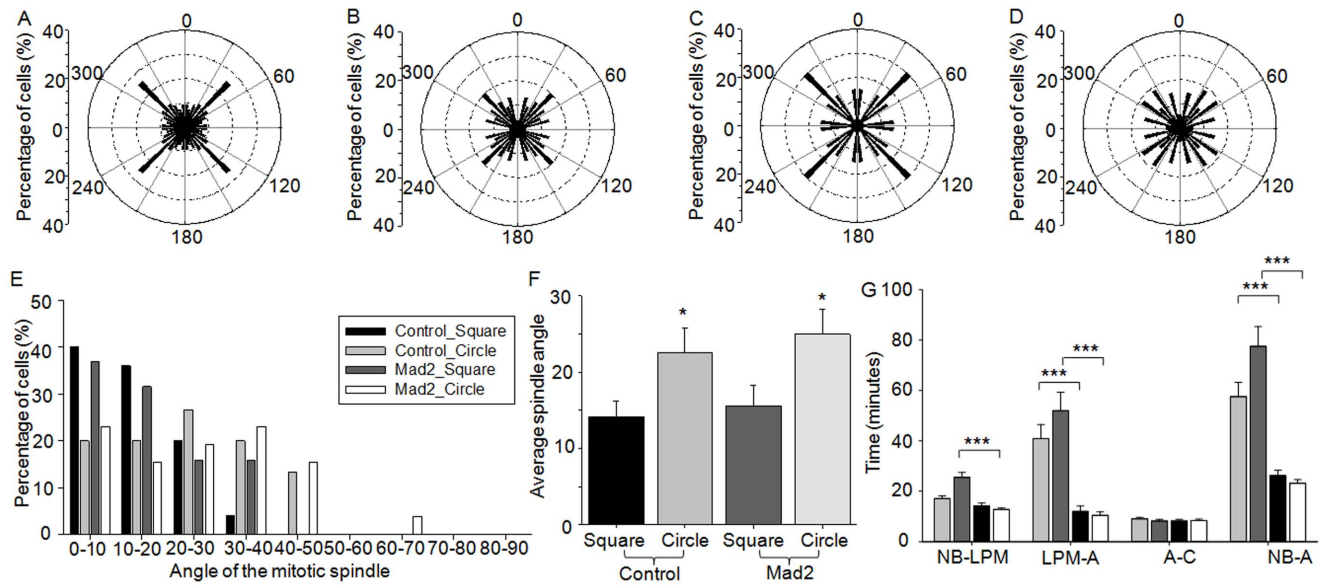 A
Percentage of cells (%)
40
20
0
20
40
0
60
120
180
240
300
B
Percentage of cells (%)
40
20
0
20
40
0
60
120
180
240
300
C
Percentage of cells (%)
40
20
0
20
40
0
60
120
180
240
300
D
Percentage of cells (%)
40
20
0
20
40
0
60
120
180
240
300
E
Percentage of cells (%)
50
40
30
20
10
0
Control_Square
Control_Circle
Mad2_Square
Mad2_Circle
0-10 10-20 20-30 30-40 40-50 50-60 60-70 70-80 80-90
Angle of the mitotic spindle
F
Average spindle angle
30
20
10
0
* *
Square Circle Square Circle
Control Mad2
G
Time (minutes)
100
80
60
40
20
0
***
*** ***
*** ***
NB-LPM LPM-A A-C NB-A